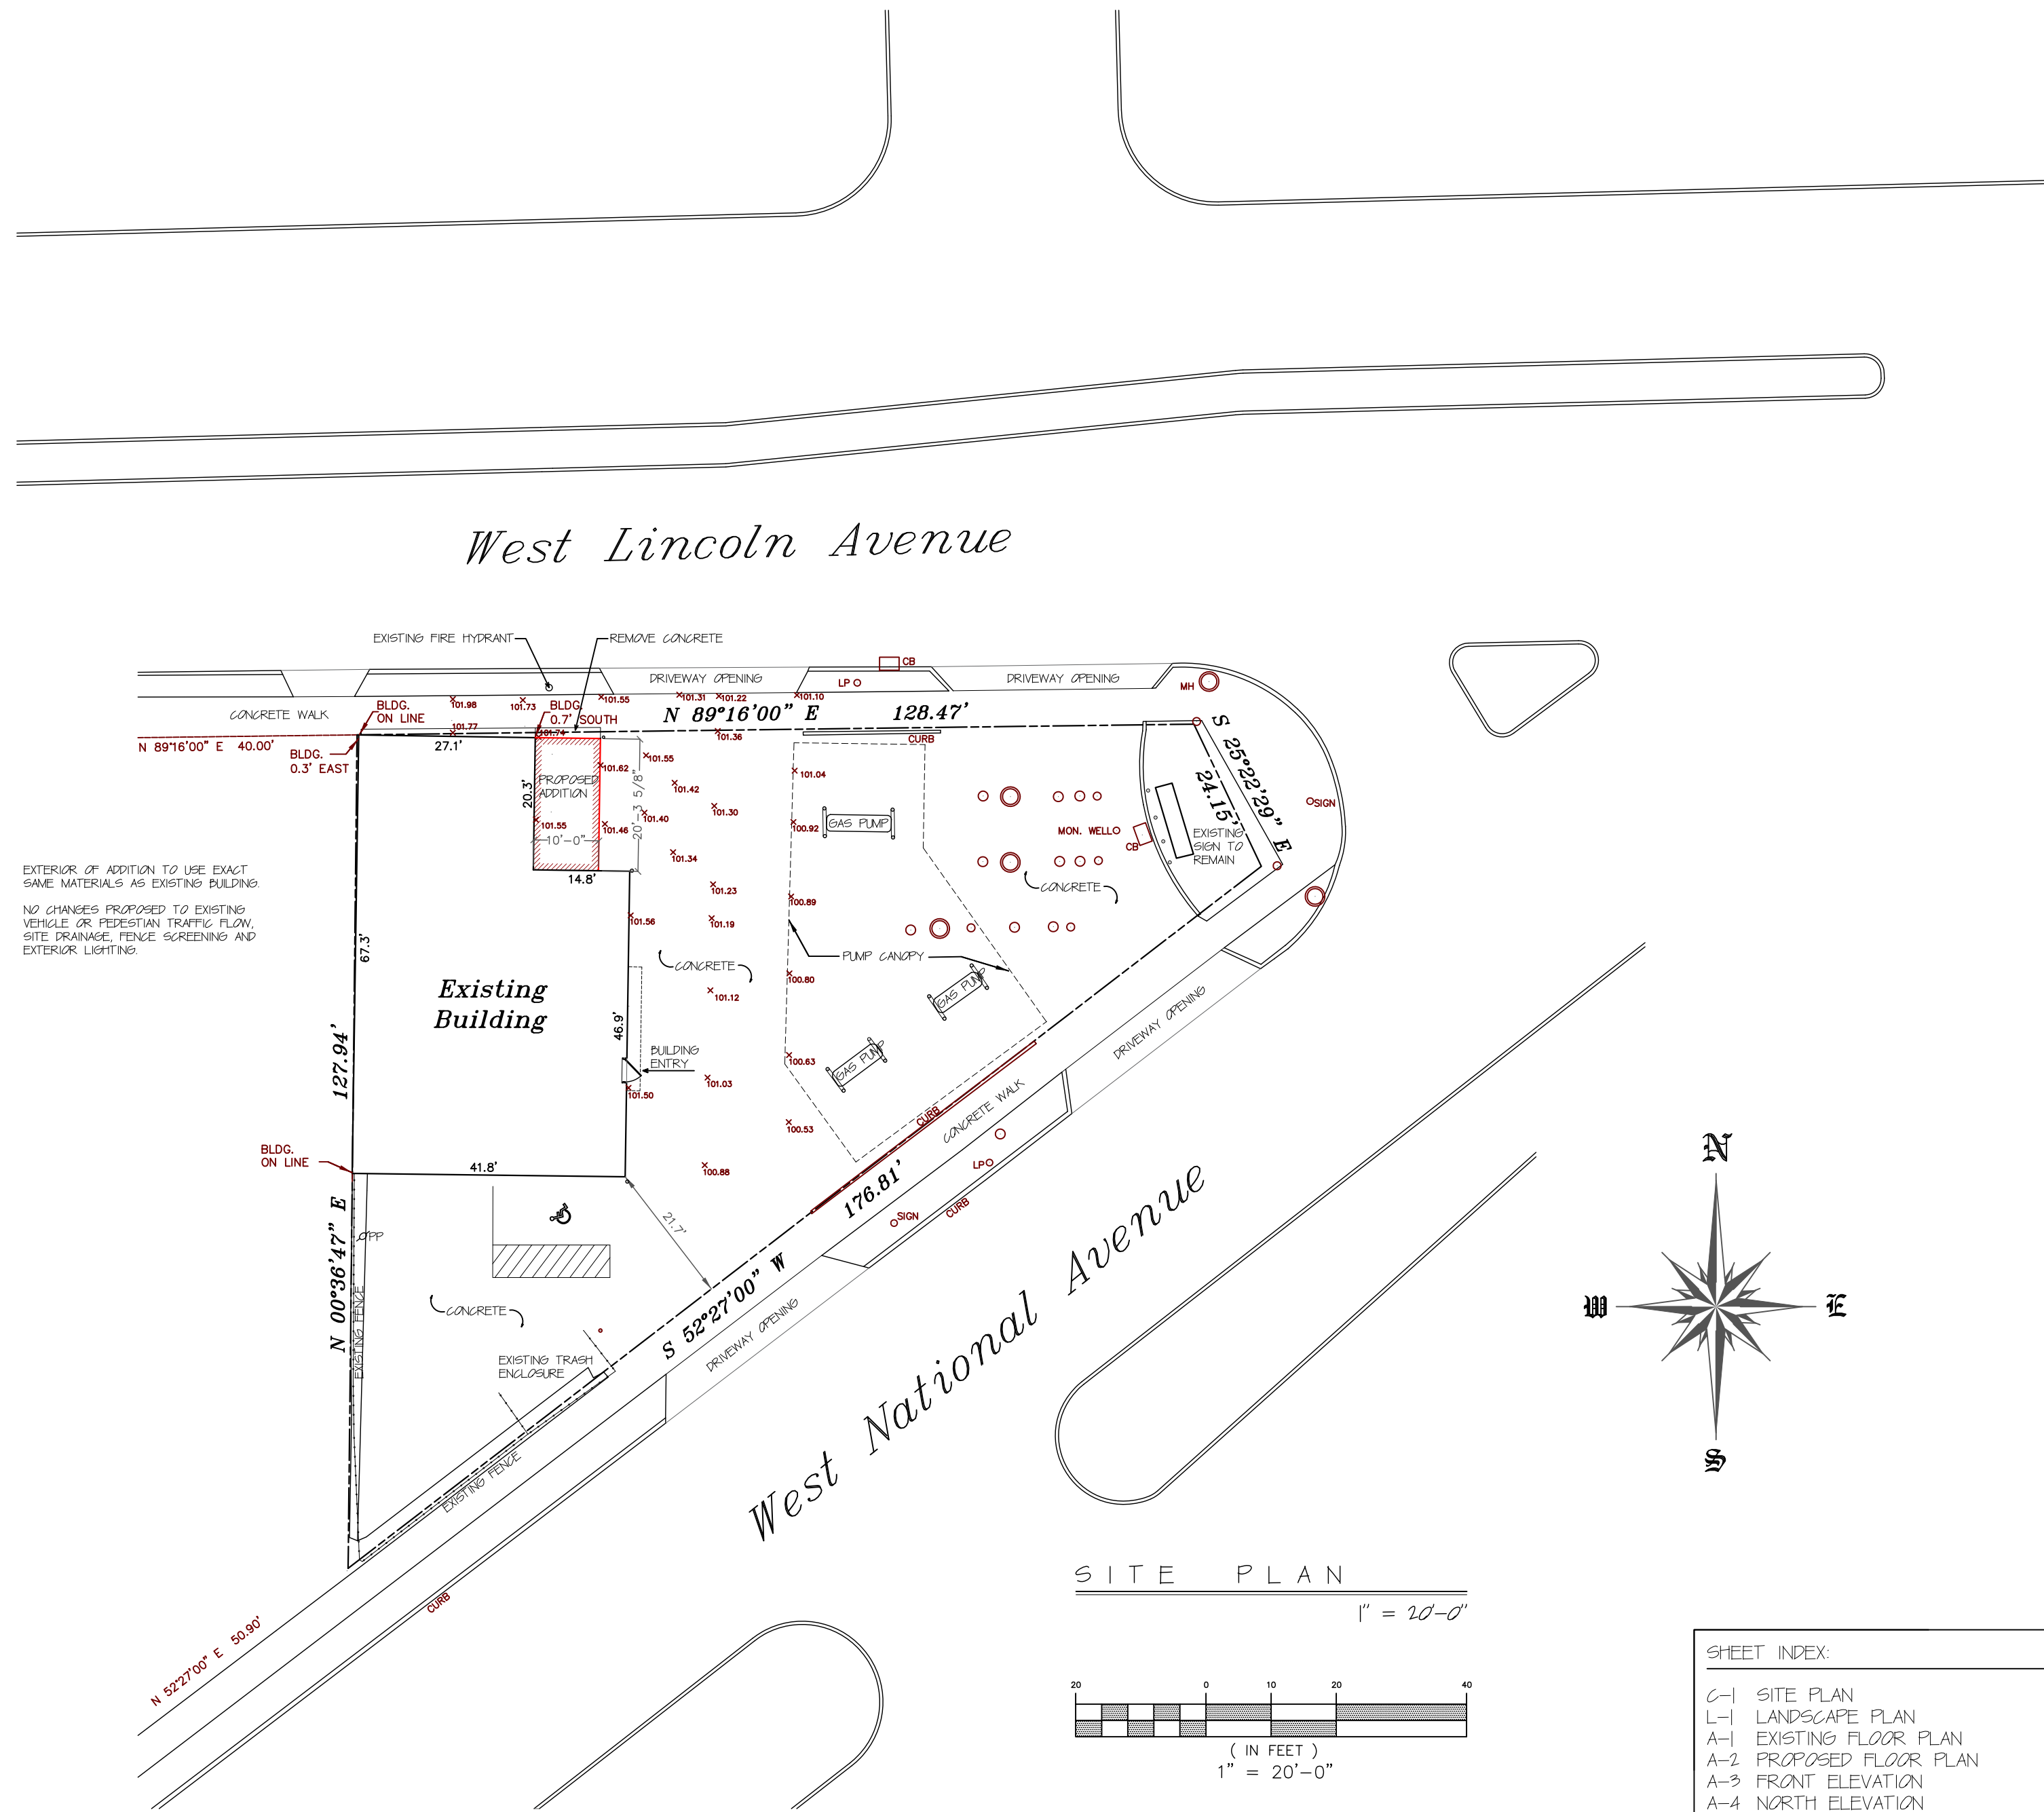 West Lincoln Avenue
EXISTING FIRE HYDRANT
REMOVE CONCRETE
DRIVEWAY OPENING
CB
LP
DRIVEWAY OPENING
MH
CONCRETE WALK
BLDG.
ON LINE
101.98
101.73
101.55
101.31
101.22
101.10
BLDG.
0.7' SOUTH
N 89°16'00" E
128.47'
101.77
101.74
101.36
CURB
N 89°16'00" E 40.00'
BLDG.
0.3' EAST
27.1'
S 25°22'29" E
24.15'
101.55
101.62
101.04
PROPOSED
ADDITION
20.3'
20'-3 5/8"
101.42
SIGN
101.30
101.40
101.55
101.46
10'-0"
100.92
GAS PUMP
MON. WELL
CB
EXISTING
SIGN TO
REMAIN
101.34
14.8'
101.23
CONCRETE
100.89
EXTERIOR OF ADDITION TO USE EXACT
SAME MATERIALS AS EXISTING BUILDING.
NO CHANGES PROPOSED TO EXISTING
VEHICLE OR PEDESTIAN TRAFFIC FLOW,
SITE DRAINAGE, FENCE SCREENING AND
EXTERIOR LIGHTING.
101.56
101.19
67.3'
PUMP CANOPY
CONCRETE
100.80
GAS PUMP
Existing
Building
101.12
46.9'
127.94'
BUILDING
ENTRY
100.63
GAS PUMP
DRIVEWAY OPENING
101.03
101.50
100.53
CURB
CONCRETE WALK
BLDG.
ON LINE
41.8'
100.88
LP
176.81'
21.7'
SIGN
CURB
N 00°36'47" E
PP
EXISTING FENCE
S 52°27'00" W
CONCRETE
DRIVEWAY OPENING
EXISTING TRASH
ENCLOSURE
EXISTING FENCE
West National Avenue
N
W
E
S
CURB
N 52°27'00" E 50.90'
SITE PLAN
1" = 20'-0"
20 0 10 20 40
( IN FEET )
1" = 20'-0"
SHEET INDEX:
C-1 SITE PLAN
L-1 LANDSCAPE PLAN
A-1 EXISTING FLOOR PLAN
A-2 PROPOSED FLOOR PLAN
A-3 FRONT ELEVATION
A-4 NORTH ELEVATION